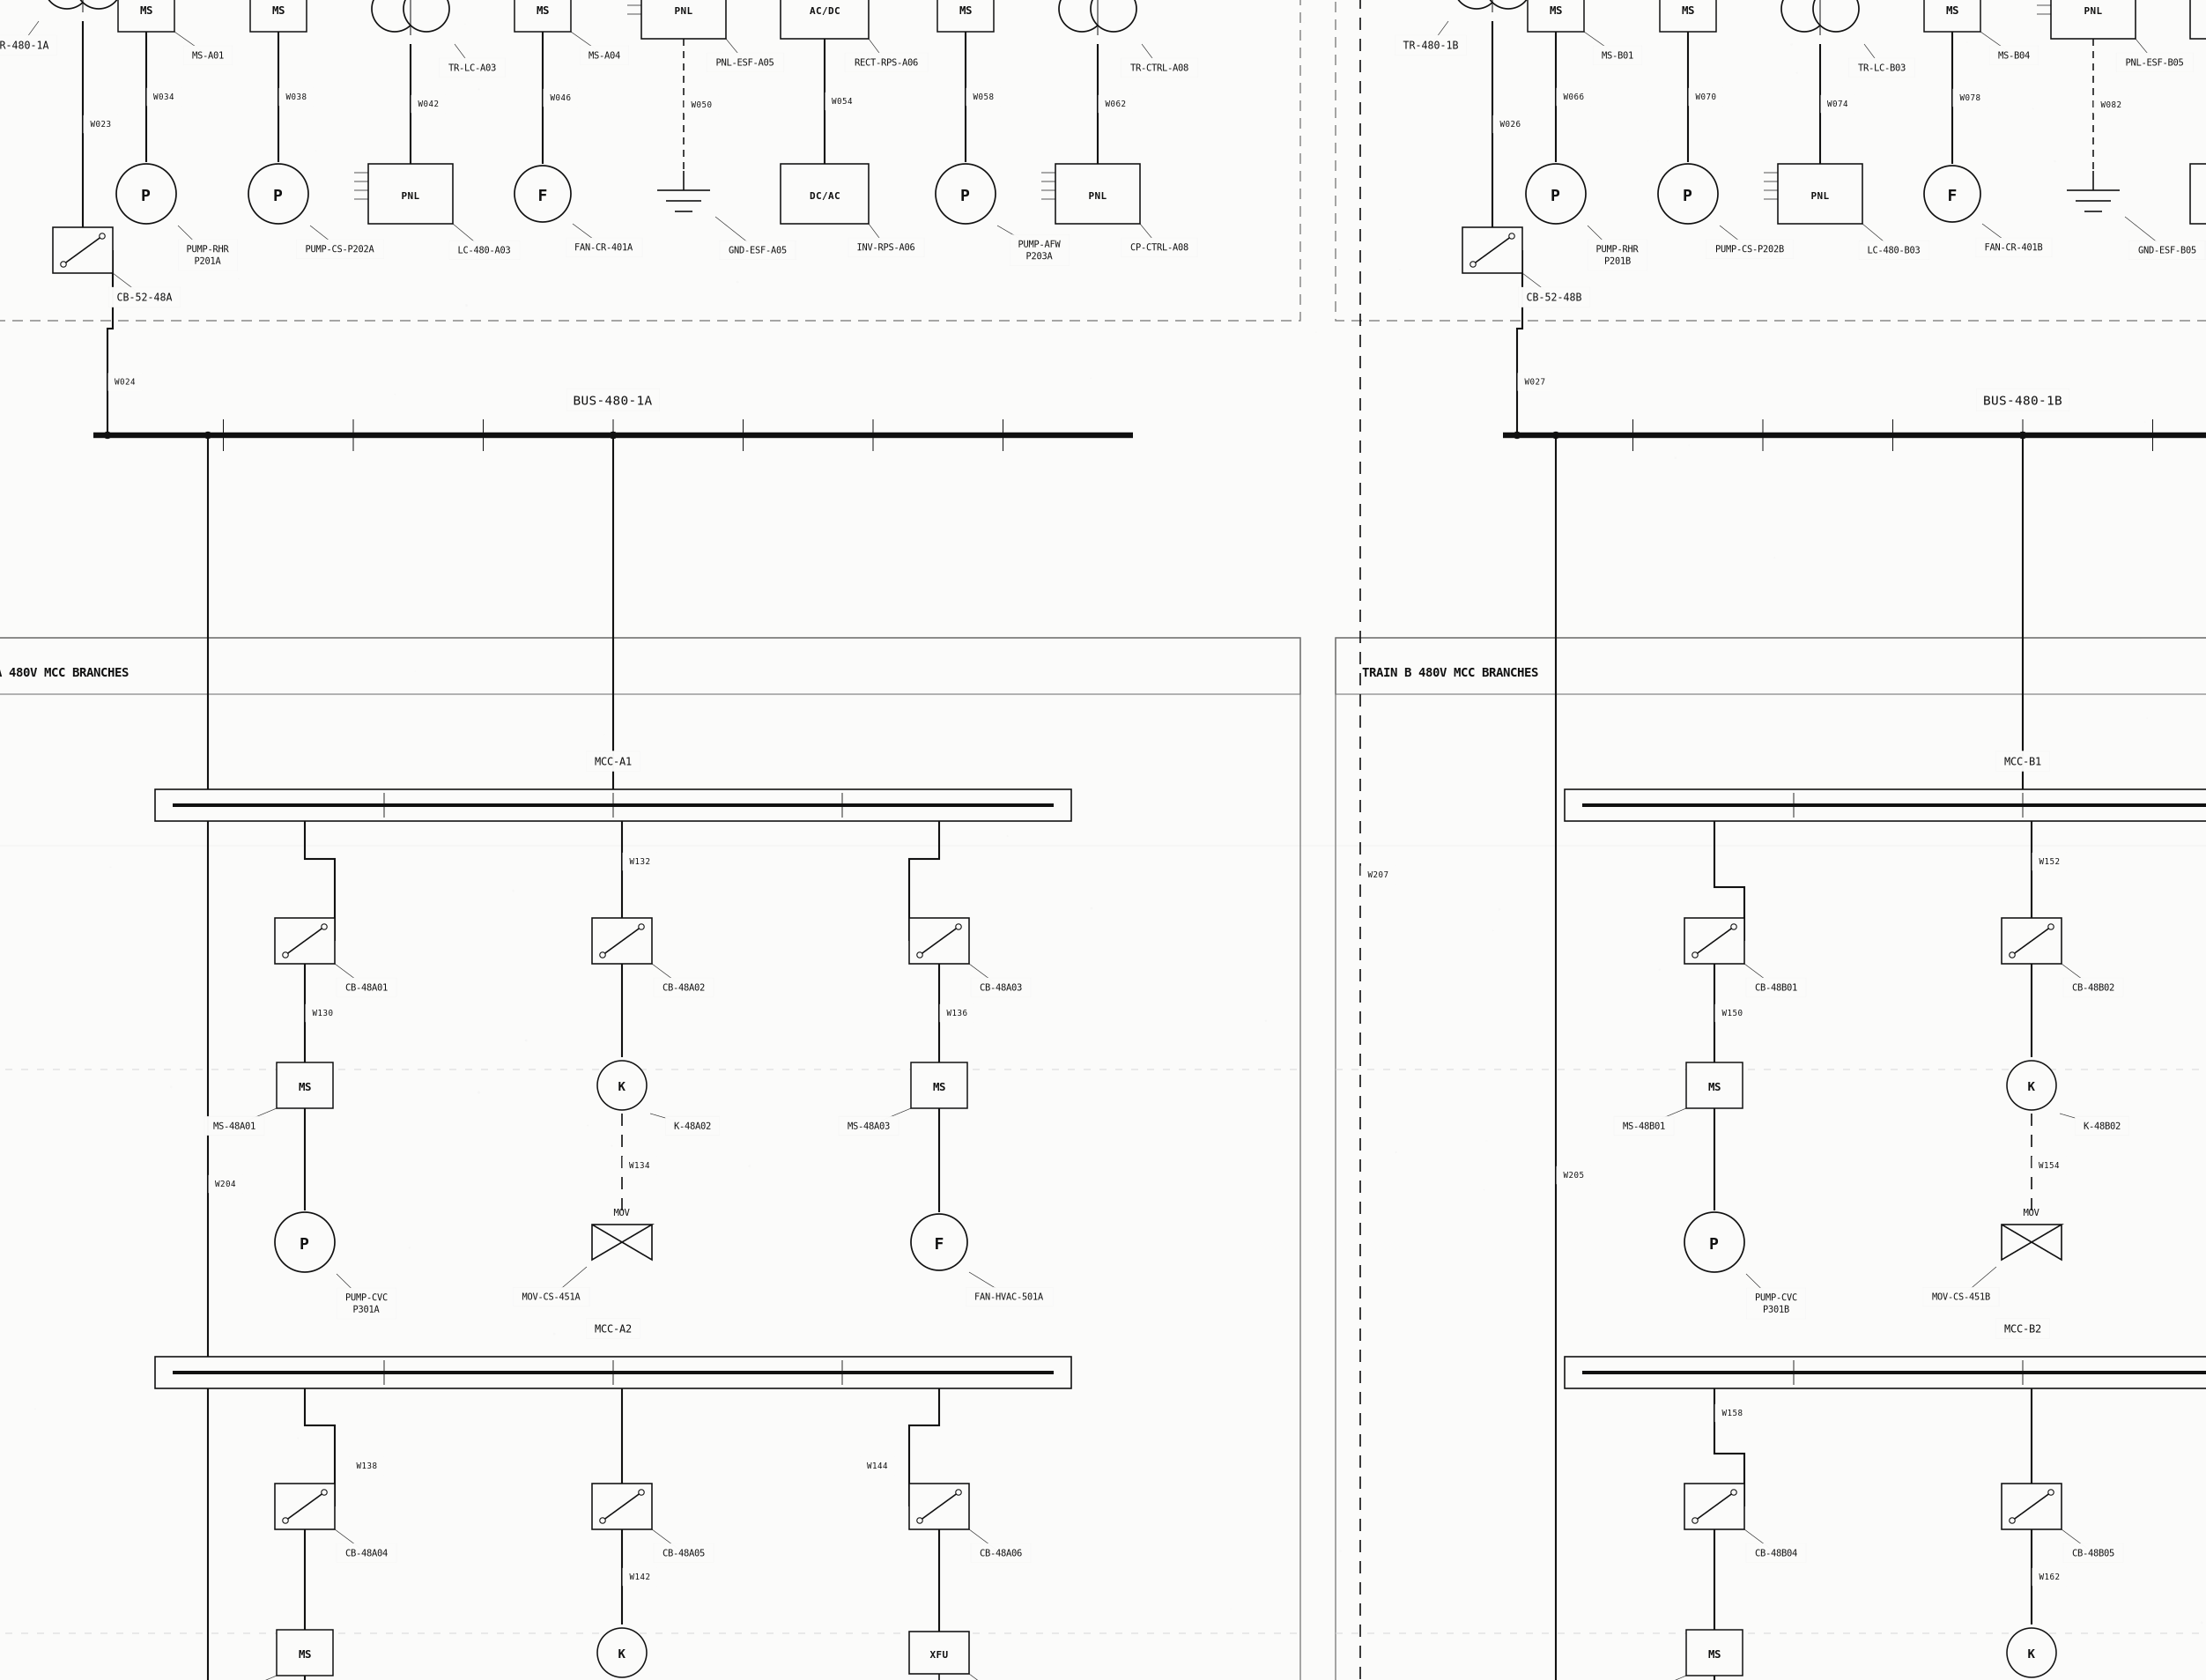 MS
MS
MS
PNL
AC/DC
MS
MS
MS
MS
PNL
R-480-1A
MS-A01
TR-LC-A03
MS-A04
PNL-ESF-A05
RECT-RPS-A06
TR-CTRL-A08
TR-480-1B
MS-B01
TR-LC-B03
MS-B04
PNL-ESF-B05
W023
W034
W038
W042
W046
W050
W054
W058
W062
W026
W066
W070
W074
W078
W082
P
P
PNL
F
DC/AC
P
PNL
P
P
PNL
F
PUMP-RHR
P201A
PUMP-CS-P202A
LC-480-A03
FAN-CR-401A
GND-ESF-A05
INV-RPS-A06
PUMP-AFW
P203A
CP-CTRL-A08
PUMP-RHR
P201B
PUMP-CS-P202B
LC-480-B03
FAN-CR-401B
GND-ESF-B05
CB-52-48A
CB-52-48B
W024
W027
BUS-480-1A
BUS-480-1B
A 480V MCC BRANCHES
TRAIN B 480V MCC BRANCHES
MCC-A1
MCC-B1
W132
W207
W152
CB-48A01
CB-48A02
CB-48A03
CB-48B01
CB-48B02
W130
W136
W150
MS
K
MS
MS
K
MS-48A01
K-48A02
MS-48A03
MS-48B01
K-48B02
W134
W154
W204
W205
MOV
MOV
P
F
P
PUMP-CVC
P301A
MOV-CS-451A
FAN-HVAC-501A
PUMP-CVC
P301B
MOV-CS-451B
MCC-A2
MCC-B2
W158
W138
W144
CB-48A04
CB-48A05
CB-48A06
CB-48B04
CB-48B05
W142
W162
MS
K
XFU
MS
K